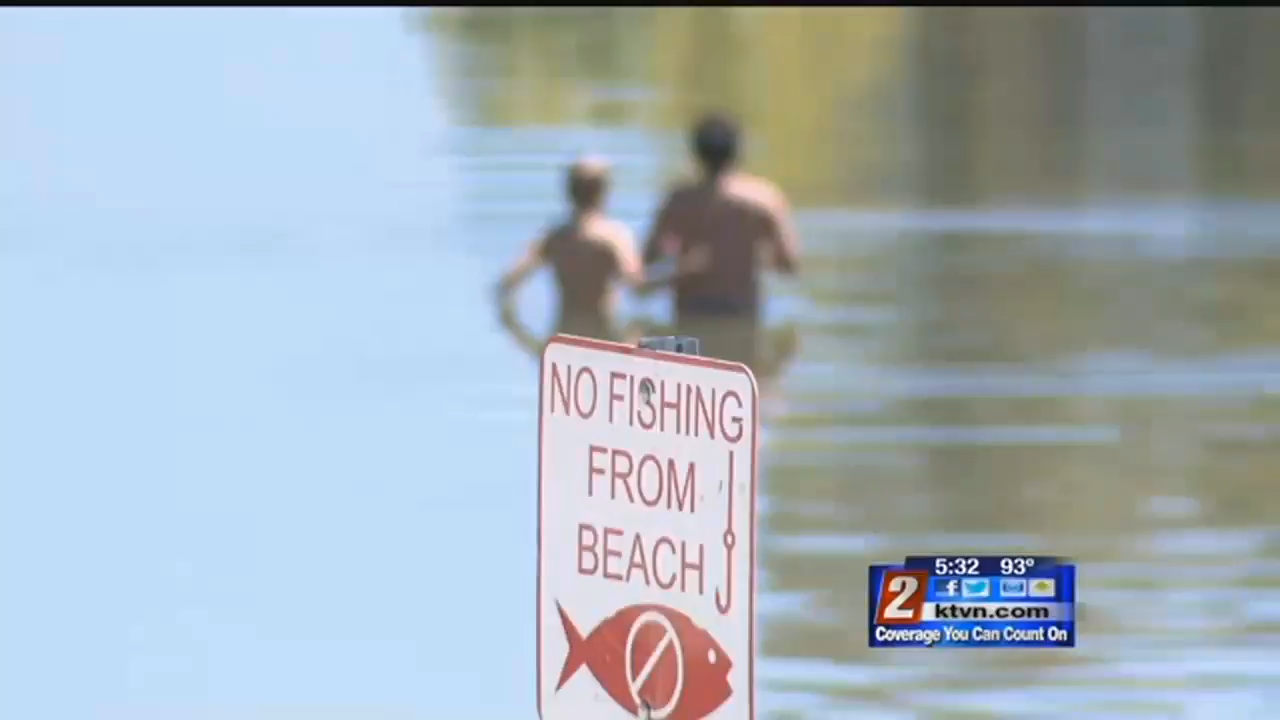 NO FISHING
FROM
BEACH
5:32 93°
2
ktvn.com
Coverage You Can Count On